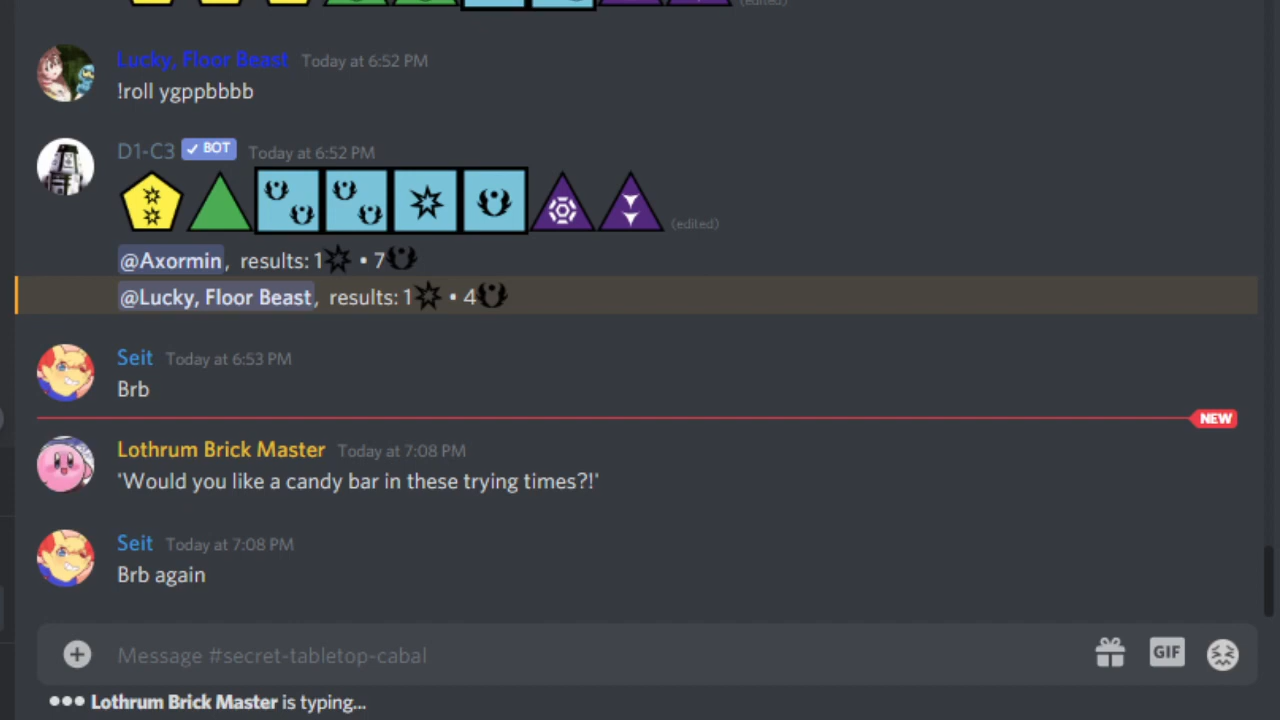 (edited)
Lucky, Floor Beast Today at 6:52 PM
!roll ygppbbbb
D1-C3 ✓ BOT Today at 6:52 PM
(edited)
@Axormin, results: 1 • 7
@Lucky, Floor Beast, results: 1 • 4
Seit Today at 6:53 PM
Brb
NEW
Lothrum Brick Master Today at 7:08 PM
'Would you like a candy bar in these trying times?!'
Seit Today at 7:08 PM
Brb again
Message #secret-tabletop-cabal GIF
Lothrum Brick Master is typing...